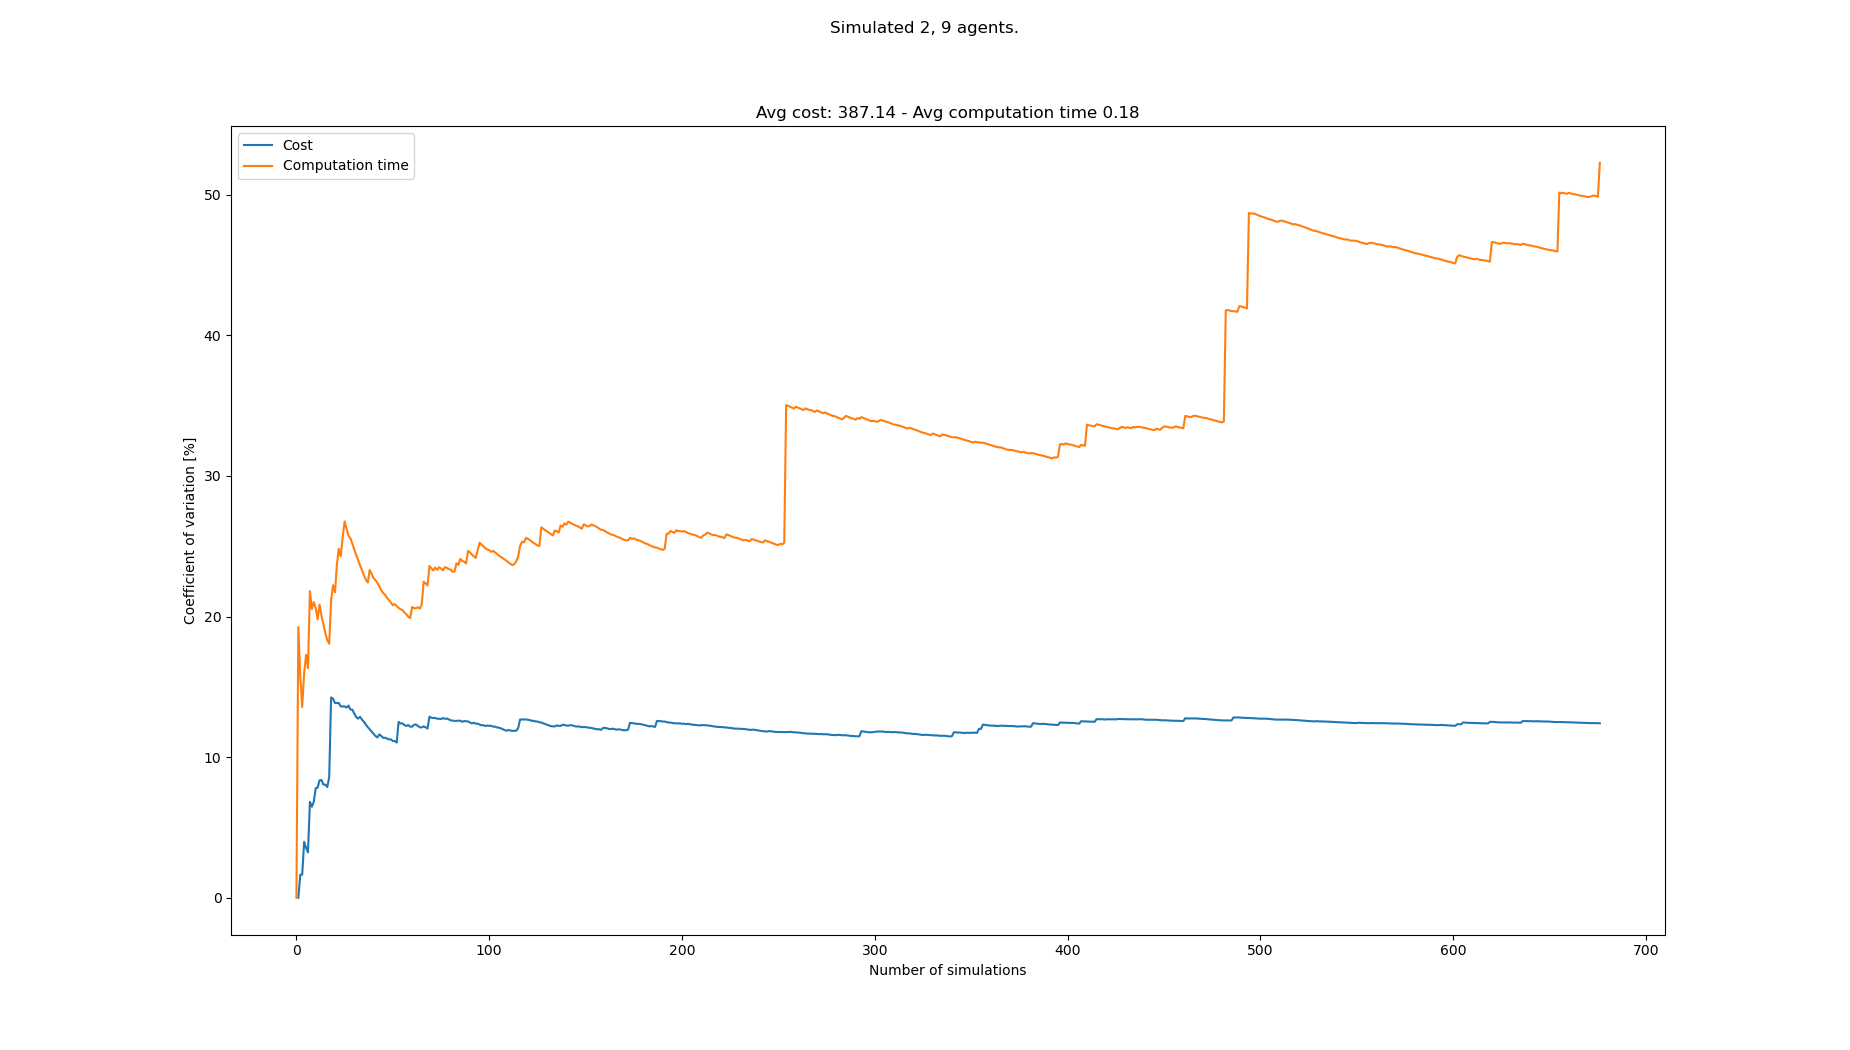 Simulated 2, 9 agents.
Avg cost: 387.14 - Avg computation time 0.18
Cost
Computation time
Coefficient of variation [%]
50
40
30
20
10
0
0 100 200 300 400 500 600 700
Number of simulations